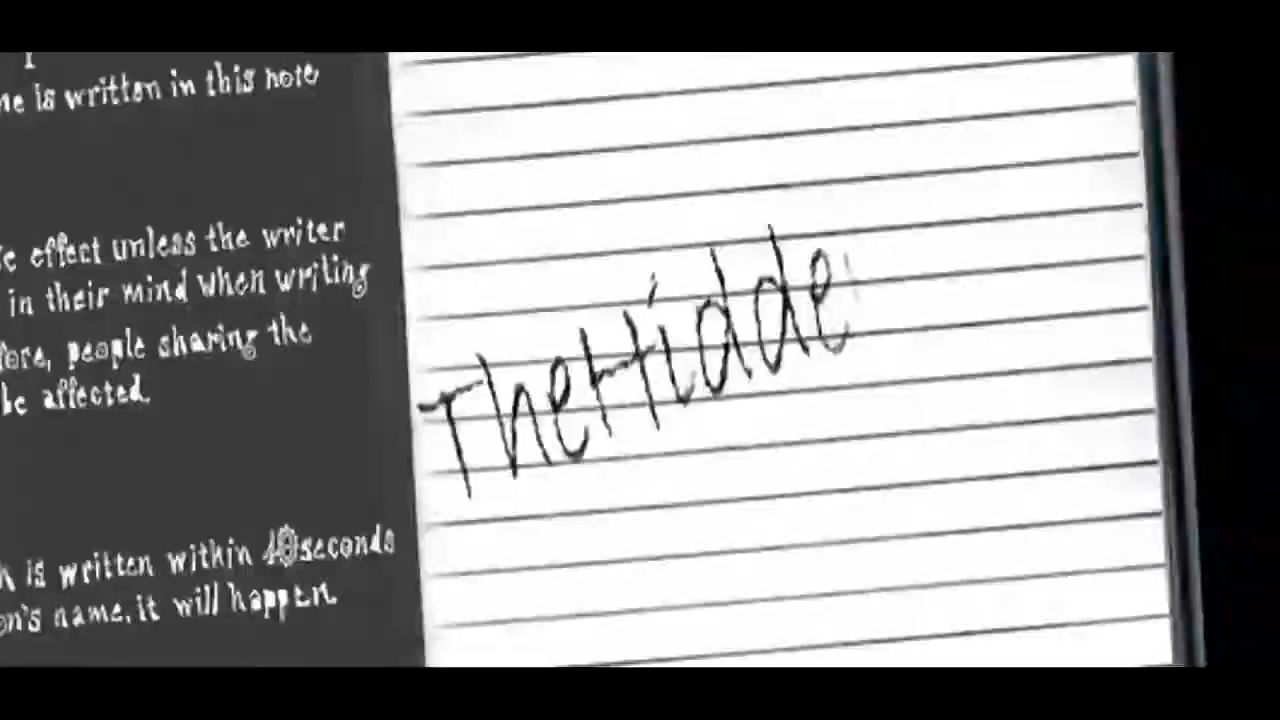 ne is written in this note
e effect unless the writer
in their mind when writing
fore, people sharing the
be affected.
TheHidde
h is written within 40 seconds
on's name, it will happen.